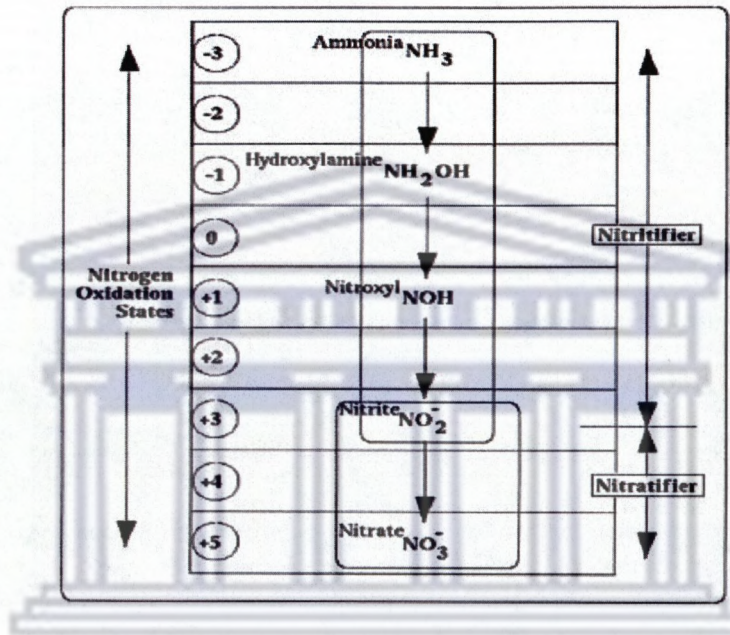 -3 Ammonia NH₃
-2
-1 Hydroxylamine NH₂OH
0 Nitritifier
Nitrogen
Oxidation
States
+1 Nitroxyl NOH
+2
+3 Nitrite NO₂⁻
+4 Nitratifier
+5 Nitrate NO₃⁻